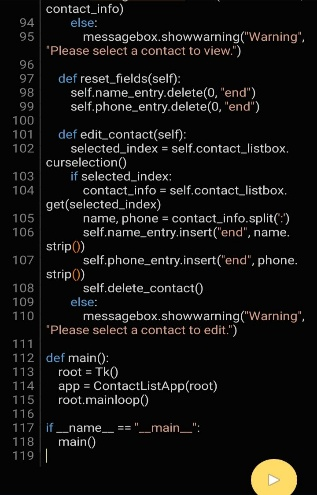 contact_info)
94 else:
95 messagebox.showwarning("Warning",
"Please select a contact to view.")
96
97 def reset_fields(self):
98 self.name_entry.delete(0, "end")
99 self.phone_entry.delete(0, "end")
100
101 def edit_contact(self):
102 selected_index = self.contact_listbox.
curselection()
103 if selected_index:
104 contact_info = self.contact_listbox.
get(selected_index)
105 name, phone = contact_info.split(':')
106 self.name_entry.insert("end", name.
strip())
107 self.phone_entry.insert("end", phone.
strip())
108 self.delete_contact()
109 else:
110 messagebox.showwarning("Warning",
"Please select a contact to edit.")
111
112 def main():
113 root = Tk()
114 app = ContactListApp(root)
115 root.mainloop()
116
117 if __name__ == "__main__":
118 main()
119